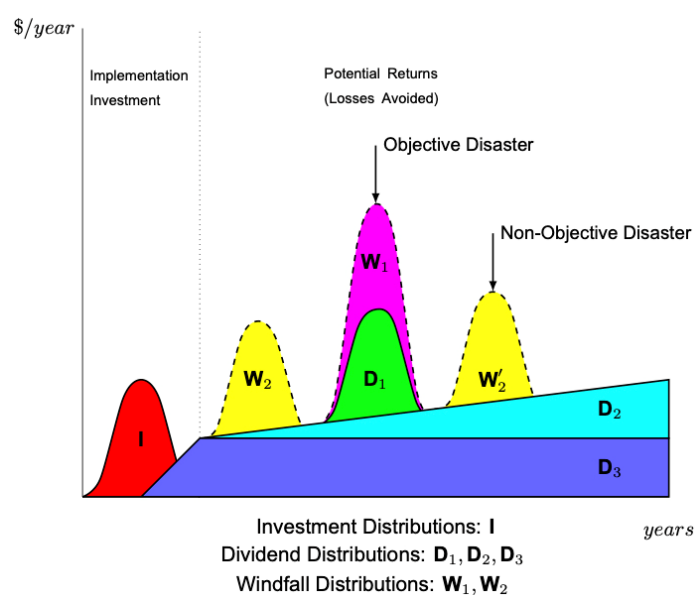 $/year
Implementation
Investment
Potential Returns
(Losses Avoided)
Objective Disaster
Non-Objective Disaster
W₁
W₂
D₁
W₂′
D₂
I
D₃
Investment Distributions: I
years
Dividend Distributions: D₁, D₂, D₃
Windfall Distributions: W₁, W₂